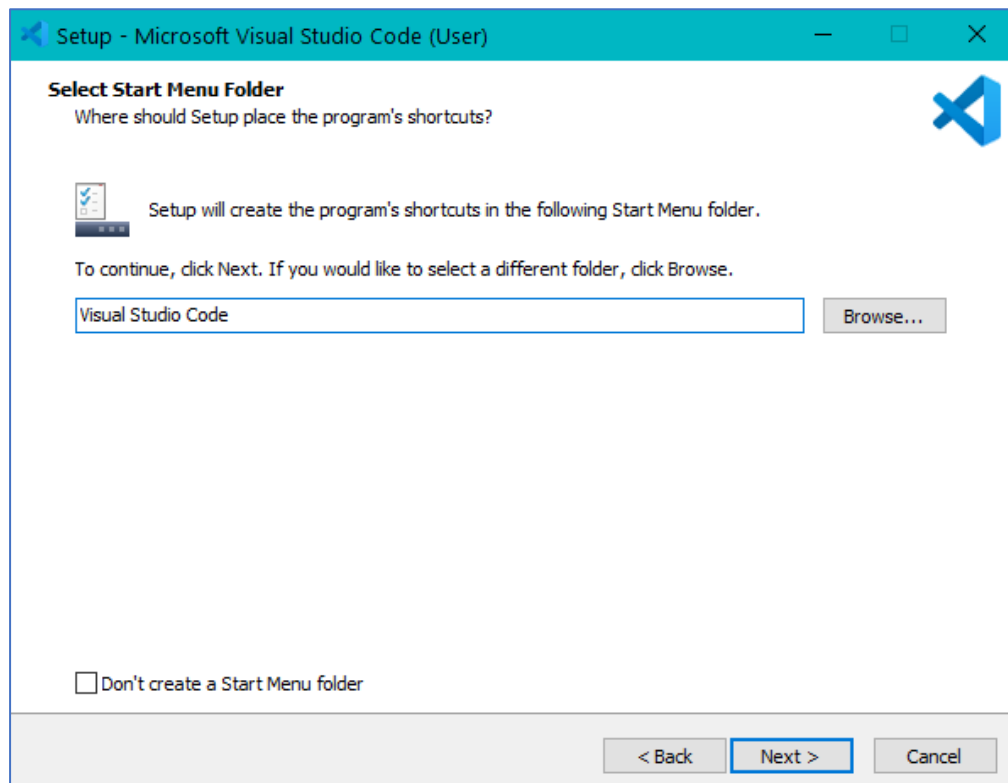 Setup - Microsoft Visual Studio Code (User)
Select Start Menu Folder
Where should Setup place the program's shortcuts?
Setup will create the program's shortcuts in the following Start Menu folder.
To continue, click Next. If you would like to select a different folder, click Browse.
Visual Studio Code
Browse...
Don't create a Start Menu folder
< Back
Next >
Cancel